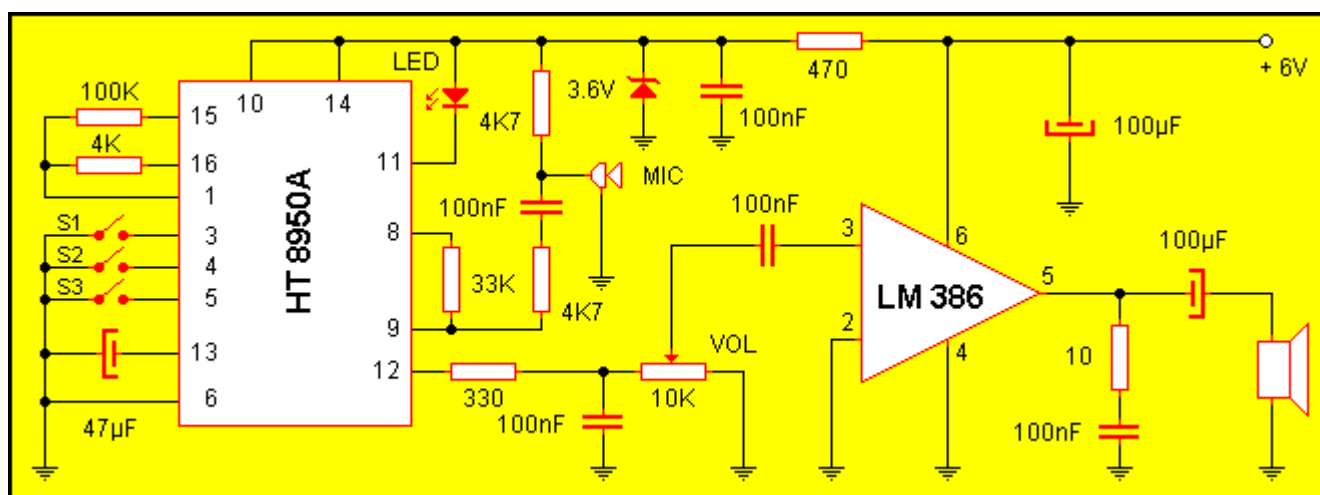 LED
+ 6V
470
100K
10
14
3.6V
15
4K7
100nF
100µF
4K
16
11
MIC
1
HT 8950A
100nF
100nF
S1
3
8
3
6
100µF
S2
4
LM 386
5
S3
5
33K
4K7
2
9
VOL
4
10
13
12
6
330
10K
47µF
100nF
100nF